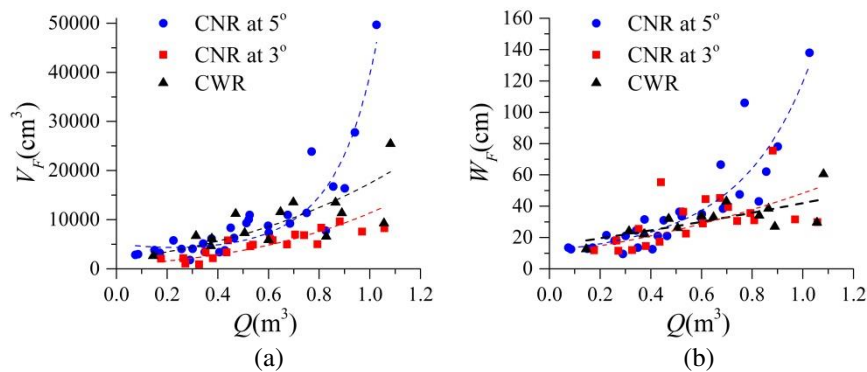 CNR at 5°
CNR at 3°
CWR
50000
40000
30000
20000
10000
0
V_F(cm³)
0.0 0.2 0.4 0.6 0.8 1.0 1.2
Q(m³)
(a)
CNR at 5°
CNR at 3°
CWR
160
140
120
100
80
60
40
20
0
W_F(cm)
0.0 0.2 0.4 0.6 0.8 1.0 1.2
Q(m³)
(b)